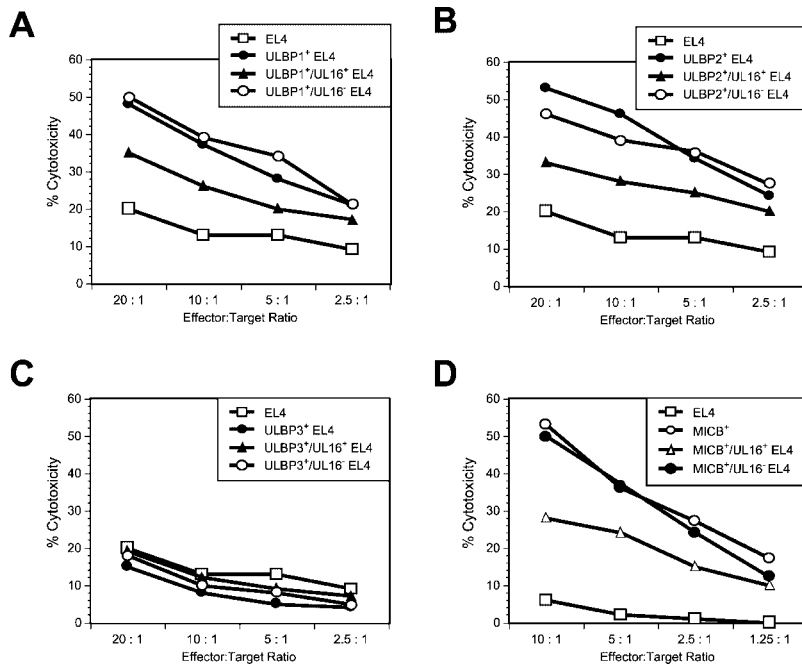 A
EL4
ULBP1⁺ EL4
ULBP1⁺/UL16⁺ EL4
ULBP1⁺/UL16⁻ EL4
% Cytotoxicity
60
50
40
30
20
10
0
20 : 1
10 : 1
5 : 1
2.5 : 1
Effector:Target Ratio
B
EL4
ULBP2⁺ EL4
ULBP2⁺/UL16⁺ EL4
ULBP2⁺/UL16⁻ EL4
% Cytotoxicity
60
50
40
30
20
10
0
20 : 1
10 : 1
5 : 1
2.5 : 1
Effector:Target Ratio
C
EL4
ULBP3⁺ EL4
ULBP3⁺/UL16⁺ EL4
ULBP3⁺/UL16⁻ EL4
% Cytotoxicity
60
50
40
30
20
10
0
20 : 1
10 : 1
5 : 1
2.5 : 1
Effector:Target Ratio
D
EL4
MICB⁺
MICB⁺/UL16⁺ EL4
MICB⁺/UL16⁻ EL4
% Cytotoxicity
60
50
40
30
20
10
0
10 : 1
5 : 1
2.5 : 1
1.25 : 1
Effector:Target Ratio